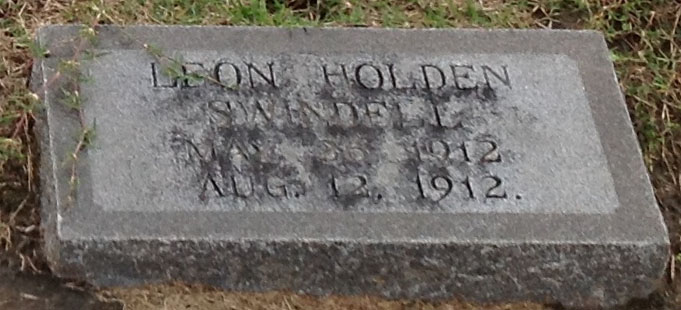 LEON HOLDEN
SWINDELL
MAY 1912
AUG. 12, 1912.